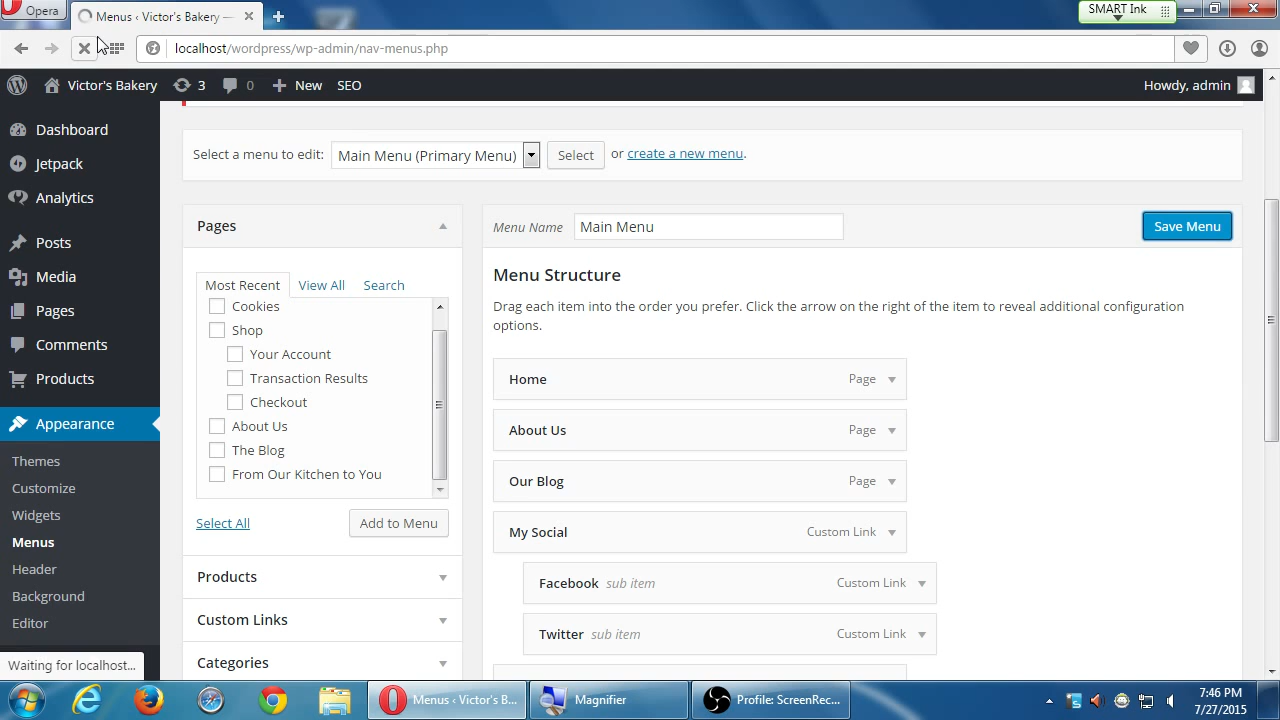 Opera
Menus ‹ Victor's Bakery —
SMART Ink
localhost/wordpress/wp-admin/nav-menus.php
Victor's Bakery 3 0 New SEO Howdy, admin
Dashboard
Jetpack
Analytics
Posts
Media
Pages
Comments
Products
Appearance
Themes
Customize
Widgets
Menus
Header
Background
Editor
Waiting for localhost...
Select a menu to edit: Main Menu (Primary Menu) Select or create a new menu.
Pages
Most Recent View All Search
Cookies
Shop
Your Account
Transaction Results
Checkout
About Us
The Blog
From Our Kitchen to You
Select All Add to Menu
Products
Custom Links
Categories
Menu Name Main Menu Save Menu
Menu Structure
Drag each item into the order you prefer. Click the arrow on the right of the item to reveal additional configuration
options.
Home Page
About Us Page
Our Blog Page
My Social Custom Link
Facebook sub item Custom Link
Twitter sub item Custom Link
Menus ‹ Victor's B...
Magnifier
Profile: ScreenRec...
7:46 PM
7/27/2015